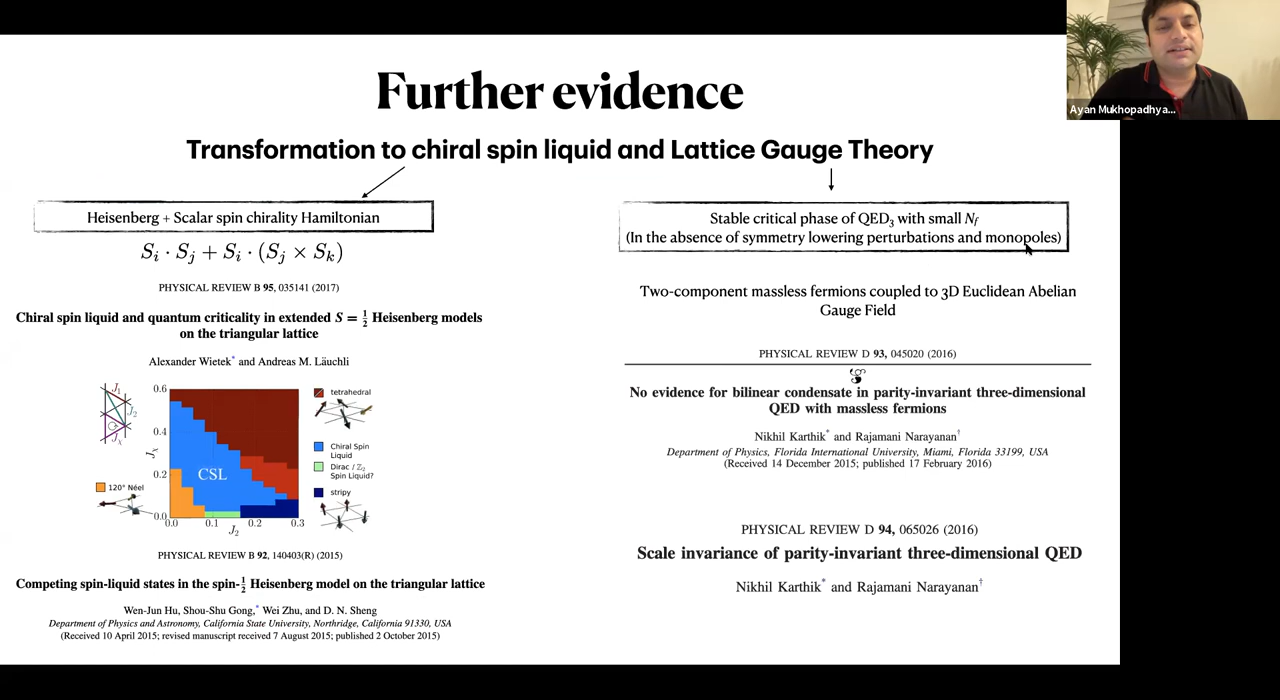 Further evidence
Transformation to chiral spin liquid and Lattice Gauge Theory
Heisenberg + Scalar spin chirality Hamiltonian
S_i · S_j + S_i · (S_j × S_k)
PHYSICAL REVIEW B 95, 035141 (2017)
Chiral spin liquid and quantum criticality in extended S = 1/2 Heisenberg models
on the triangular lattice
Alexander Wietek* and Andreas M. Läuchli
J_1
J_2
J_χ
0.6
0.4
0.2
0.0
J_χ
CSL
0.0
0.1
0.2
0.3
J_2
120° Néel
tetrahedral
Chiral Spin
Liquid
Dirac / Z_2
Spin Liquid?
stripy
PHYSICAL REVIEW B 92, 140403(R) (2015)
Competing spin-liquid states in the spin-1/2 Heisenberg model on the triangular lattice
Wen-Jun Hu, Shou-Shu Gong,* Wei Zhu, and D. N. Sheng
Department of Physics and Astronomy, California State University, Northridge, California 91330, USA
(Received 10 April 2015; revised manuscript received 7 August 2015; published 2 October 2015)
Stable critical phase of QED_3 with small N_f
(In the absence of symmetry lowering perturbations and monopoles)
Two-component massless fermions coupled to 3D Euclidean Abelian
Gauge Field
PHYSICAL REVIEW D 93, 045020 (2016)
No evidence for bilinear condensate in parity-invariant three-dimensional
QED with massless fermions
Nikhil Karthik* and Rajamani Narayanan†
Department of Physics, Florida International University, Miami, Florida 33199, USA
(Received 14 December 2015; published 17 February 2016)
PHYSICAL REVIEW D 94, 065026 (2016)
Scale invariance of parity-invariant three-dimensional QED
Nikhil Karthik* and Rajamani Narayanan†
Ayan Mukhopadhya...